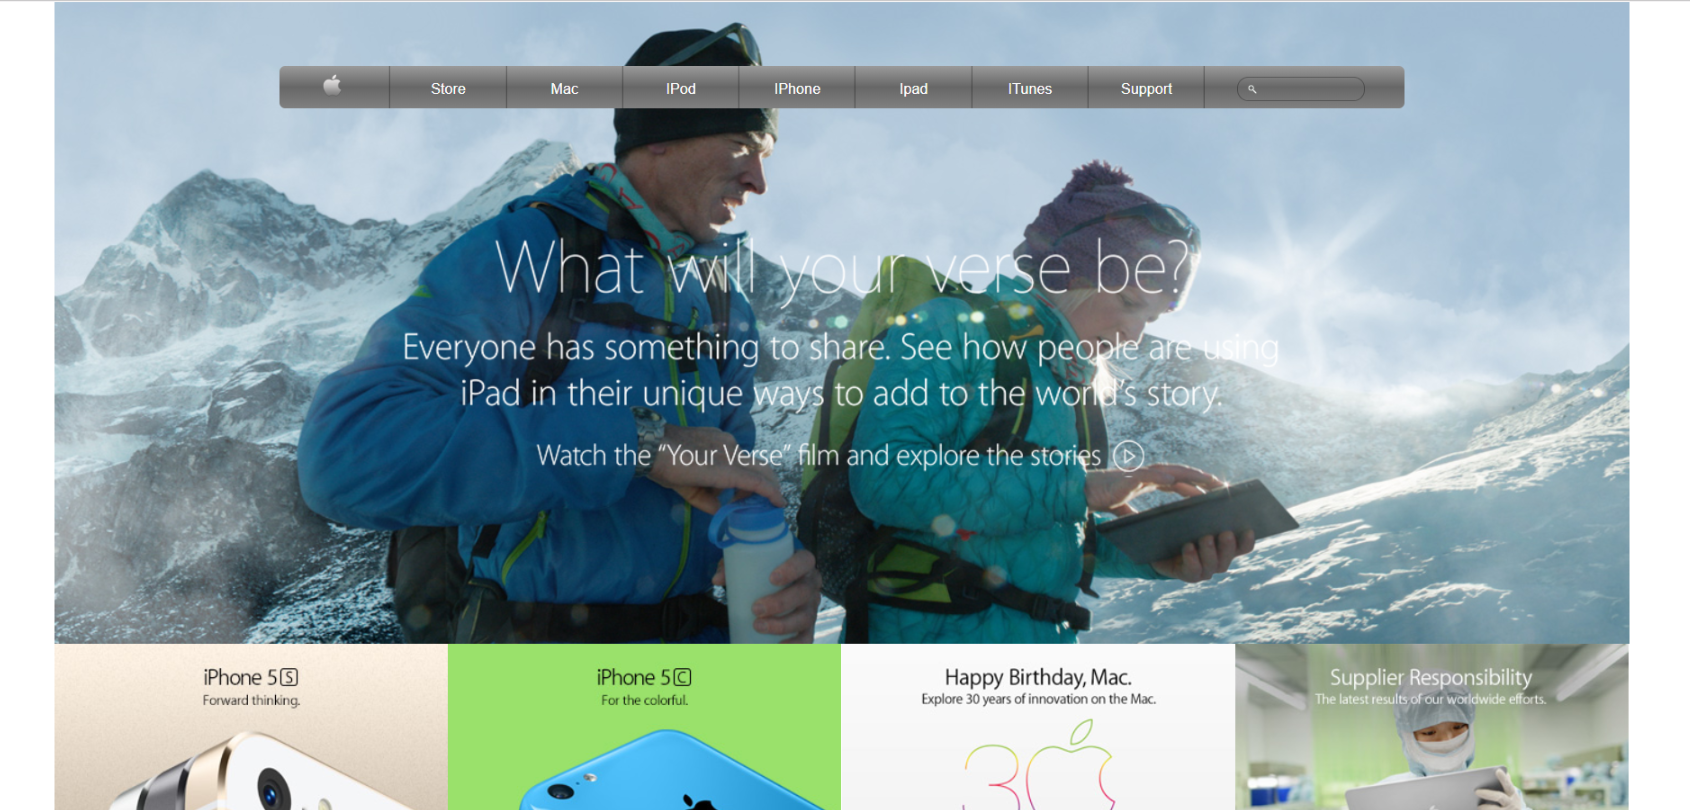 Store Mac IPod IPhone Ipad ITunes Support
What will your verse be?
Everyone has something to share. See how people are using
iPad in their unique ways to add to the world's story.
Watch the “Your Verse” film and explore the stories
iPhone 5S
Forward thinking.
iPhone 5C
For the colorful.
Happy Birthday, Mac.
Explore 30 years of innovation on the Mac.
30
Supplier Responsibility
The latest results of our worldwide efforts.